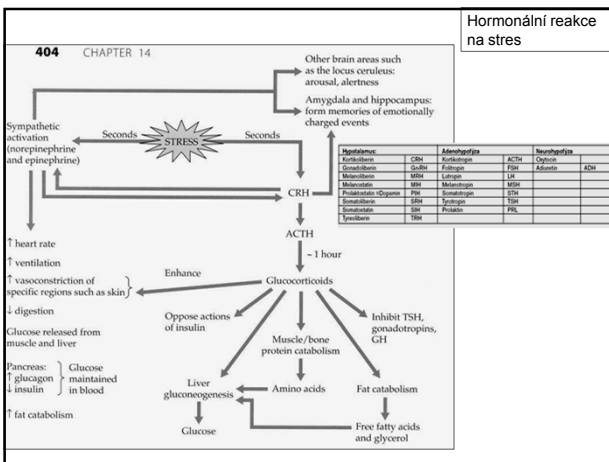 Hormonální reakce
na stres
404 CHAPTER 14
Other brain areas such
as the locus ceruleus:
arousal, alertness
Amygdala and hippocampus:
form memories of emotionally
charged events
Sympathetic
activation
(norepinephrine
and epinephrine)
Seconds
STRESS
Seconds
CRH
ACTH
~ 1 hour
Glucocorticoids
Enhance
↑ heart rate
↑ ventilation
↑ vasoconstriction of
specific regions such as skin
↓ digestion
Glucose released from
muscle and liver
Pancreas:
↑ glucagon
↓ insulin
Glucose
maintained
in blood
↑ fat catabolism
Oppose actions
of insulin
Muscle/bone
protein catabolism
Inhibit TSH,
gonadotropins,
GH
Liver
gluconeogenesis
Amino acids
Fat catabolism
Glucose
Free fatty acids
and glycerol
Hypotalamus: Adenohypofýza Neurohypofýza
Kortikoliberin CRH Kortikotropin ACTH Oxytocin
Gonadoliberin GnRH Folitropin FSH Adiuretin ADH
Melanoliberin MRH Lutropin LH
Melanostatin MIH Melanotropin MSH
Prolaktostatin =Dopamin PIH Somatotropin STH
Somatoliberin SRH Tyrotropin TSH
Somatostatin SIH Prolaktin PRL
Tyreoliberin TRH